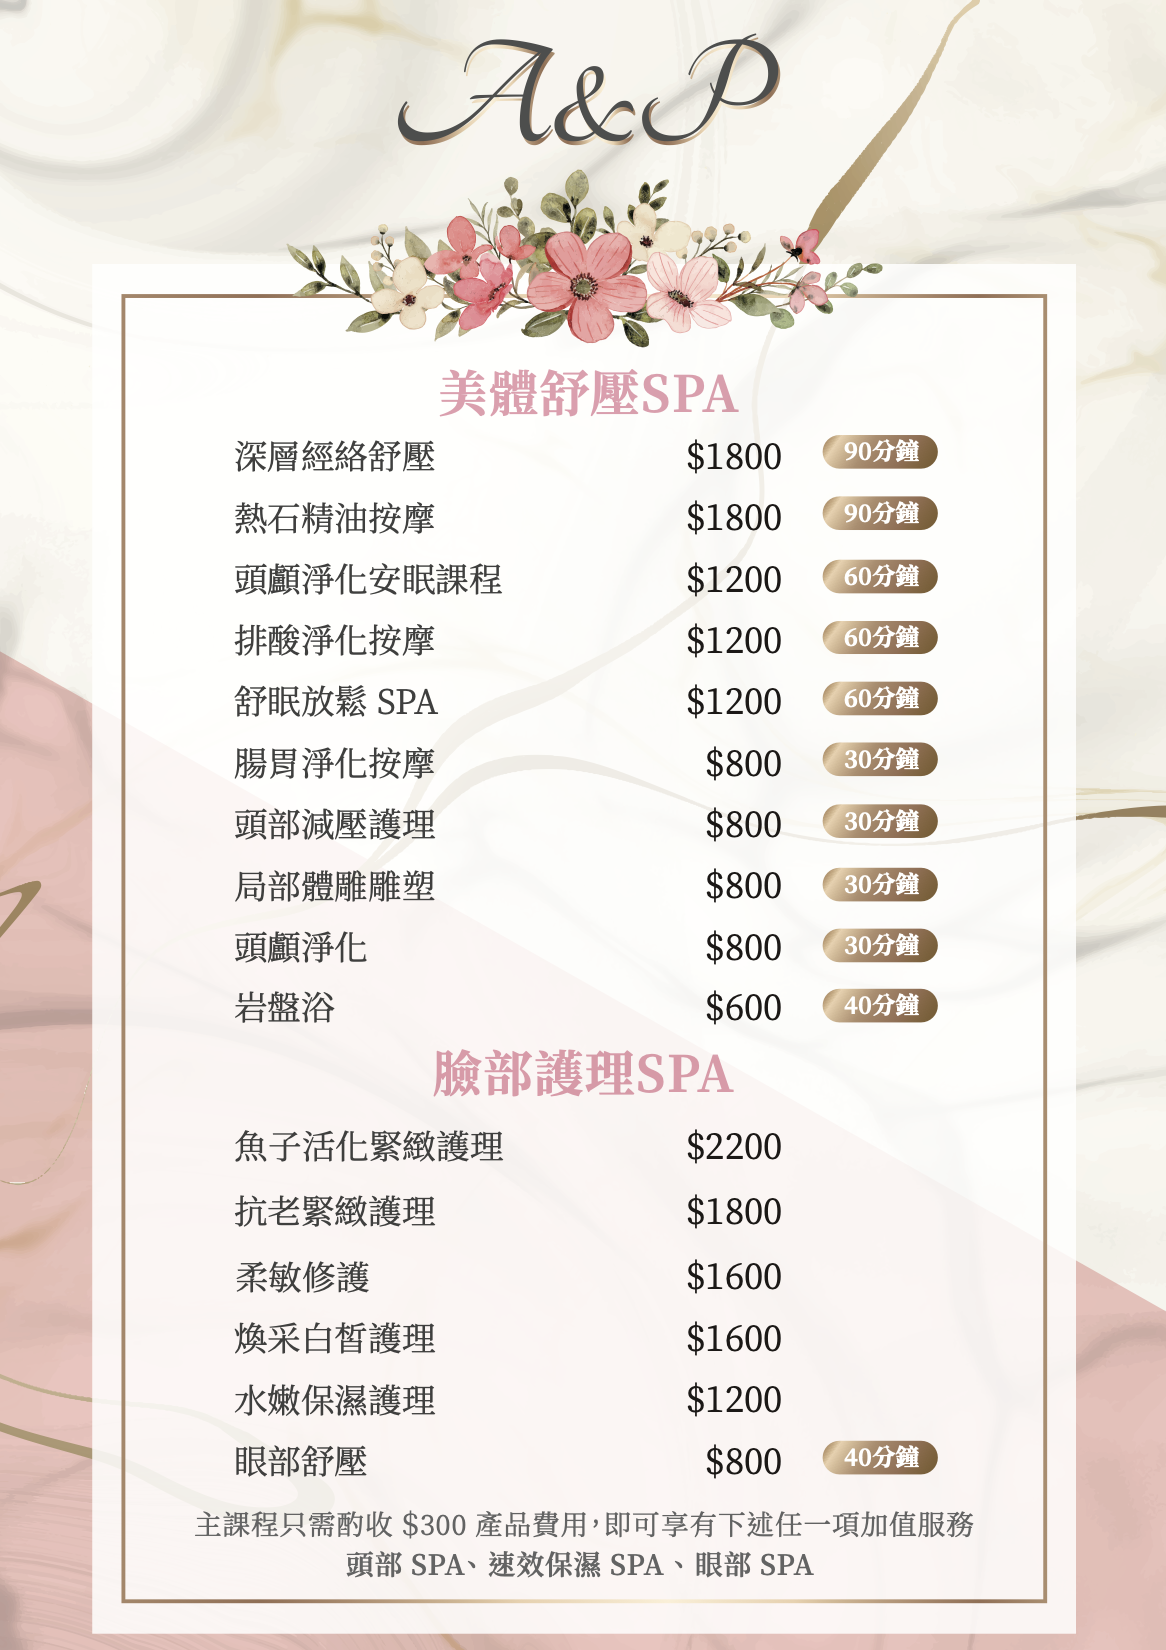 A&P
美體舒壓SPA
深層經絡舒壓 $1800 90分鐘
熱石精油按摩 $1800 90分鐘
頭顱淨化安眠課程 $1200 60分鐘
排酸淨化按摩 $1200 60分鐘
舒眠放鬆 SPA $1200 60分鐘
腸胃淨化按摩 $800 30分鐘
頭部減壓護理 $800 30分鐘
局部體雕雕塑 $800 30分鐘
頭顱淨化 $800 30分鐘
岩盤浴 $600 40分鐘
臉部護理SPA
魚子活化緊緻護理 $2200
抗老緊緻護理 $1800
柔敏修護 $1600
煥采白皙護理 $1600
水嫩保濕護理 $1200
眼部舒壓 $800 40分鐘
主課程只需酌收 $300 產品費用，即可享有下述任一項加值服務
頭部 SPA、速效保濕 SPA、眼部 SPA